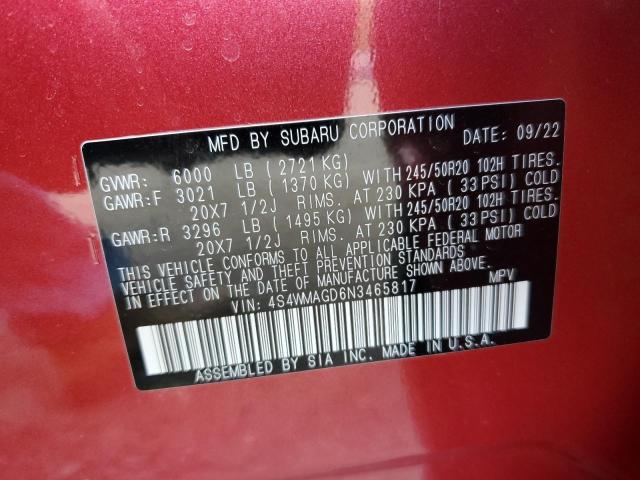 MFD BY SUBARU CORPORATION DATE: 09/22
GVWR: 6000 LB (2721 KG)
GAWR:F 3021 LB (1370 KG) WITH 245/50R20 102H TIRES.
20X7 1/2J RIMS. AT 230 KPA (33 PSI) COLD
GAWR:R 3296 LB (1495 KG) WITH 245/50R20 102H TIRES.
20X7 1/2J RIMS. AT 230 KPA (33 PSI) COLD
THIS VEHICLE CONFORMS TO ALL APPLICABLE FEDERAL MOTOR
VEHICLE SAFETY AND THEFT PREVENTION STANDARDS
IN EFFECT ON THE DATE OF MANUFACTURE SHOWN ABOVE.
VIN: 4S4WMAGD6N3465817 MPV
ASSEMBLED BY SIA INC. MADE IN U.S.A.